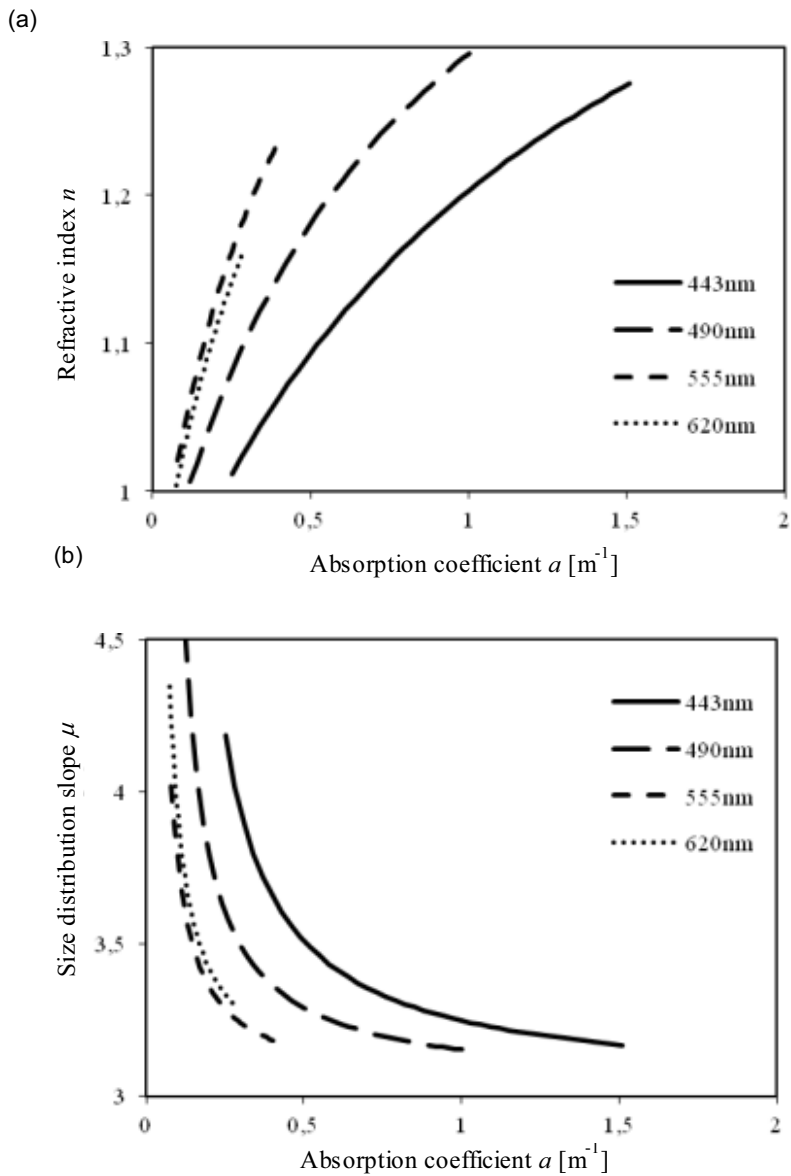 (a)
1,3
1,2
1,1
1
Refractive index n
443nm
490nm
555nm
620nm
0 0,5 1 1,5 2
Absorption coefficient a [m⁻¹]
(b)
4,5
4
3,5
3
Size distribution slope μ
443nm
490nm
555nm
620nm
0 0,5 1 1,5 2
Absorption coefficient a [m⁻¹]